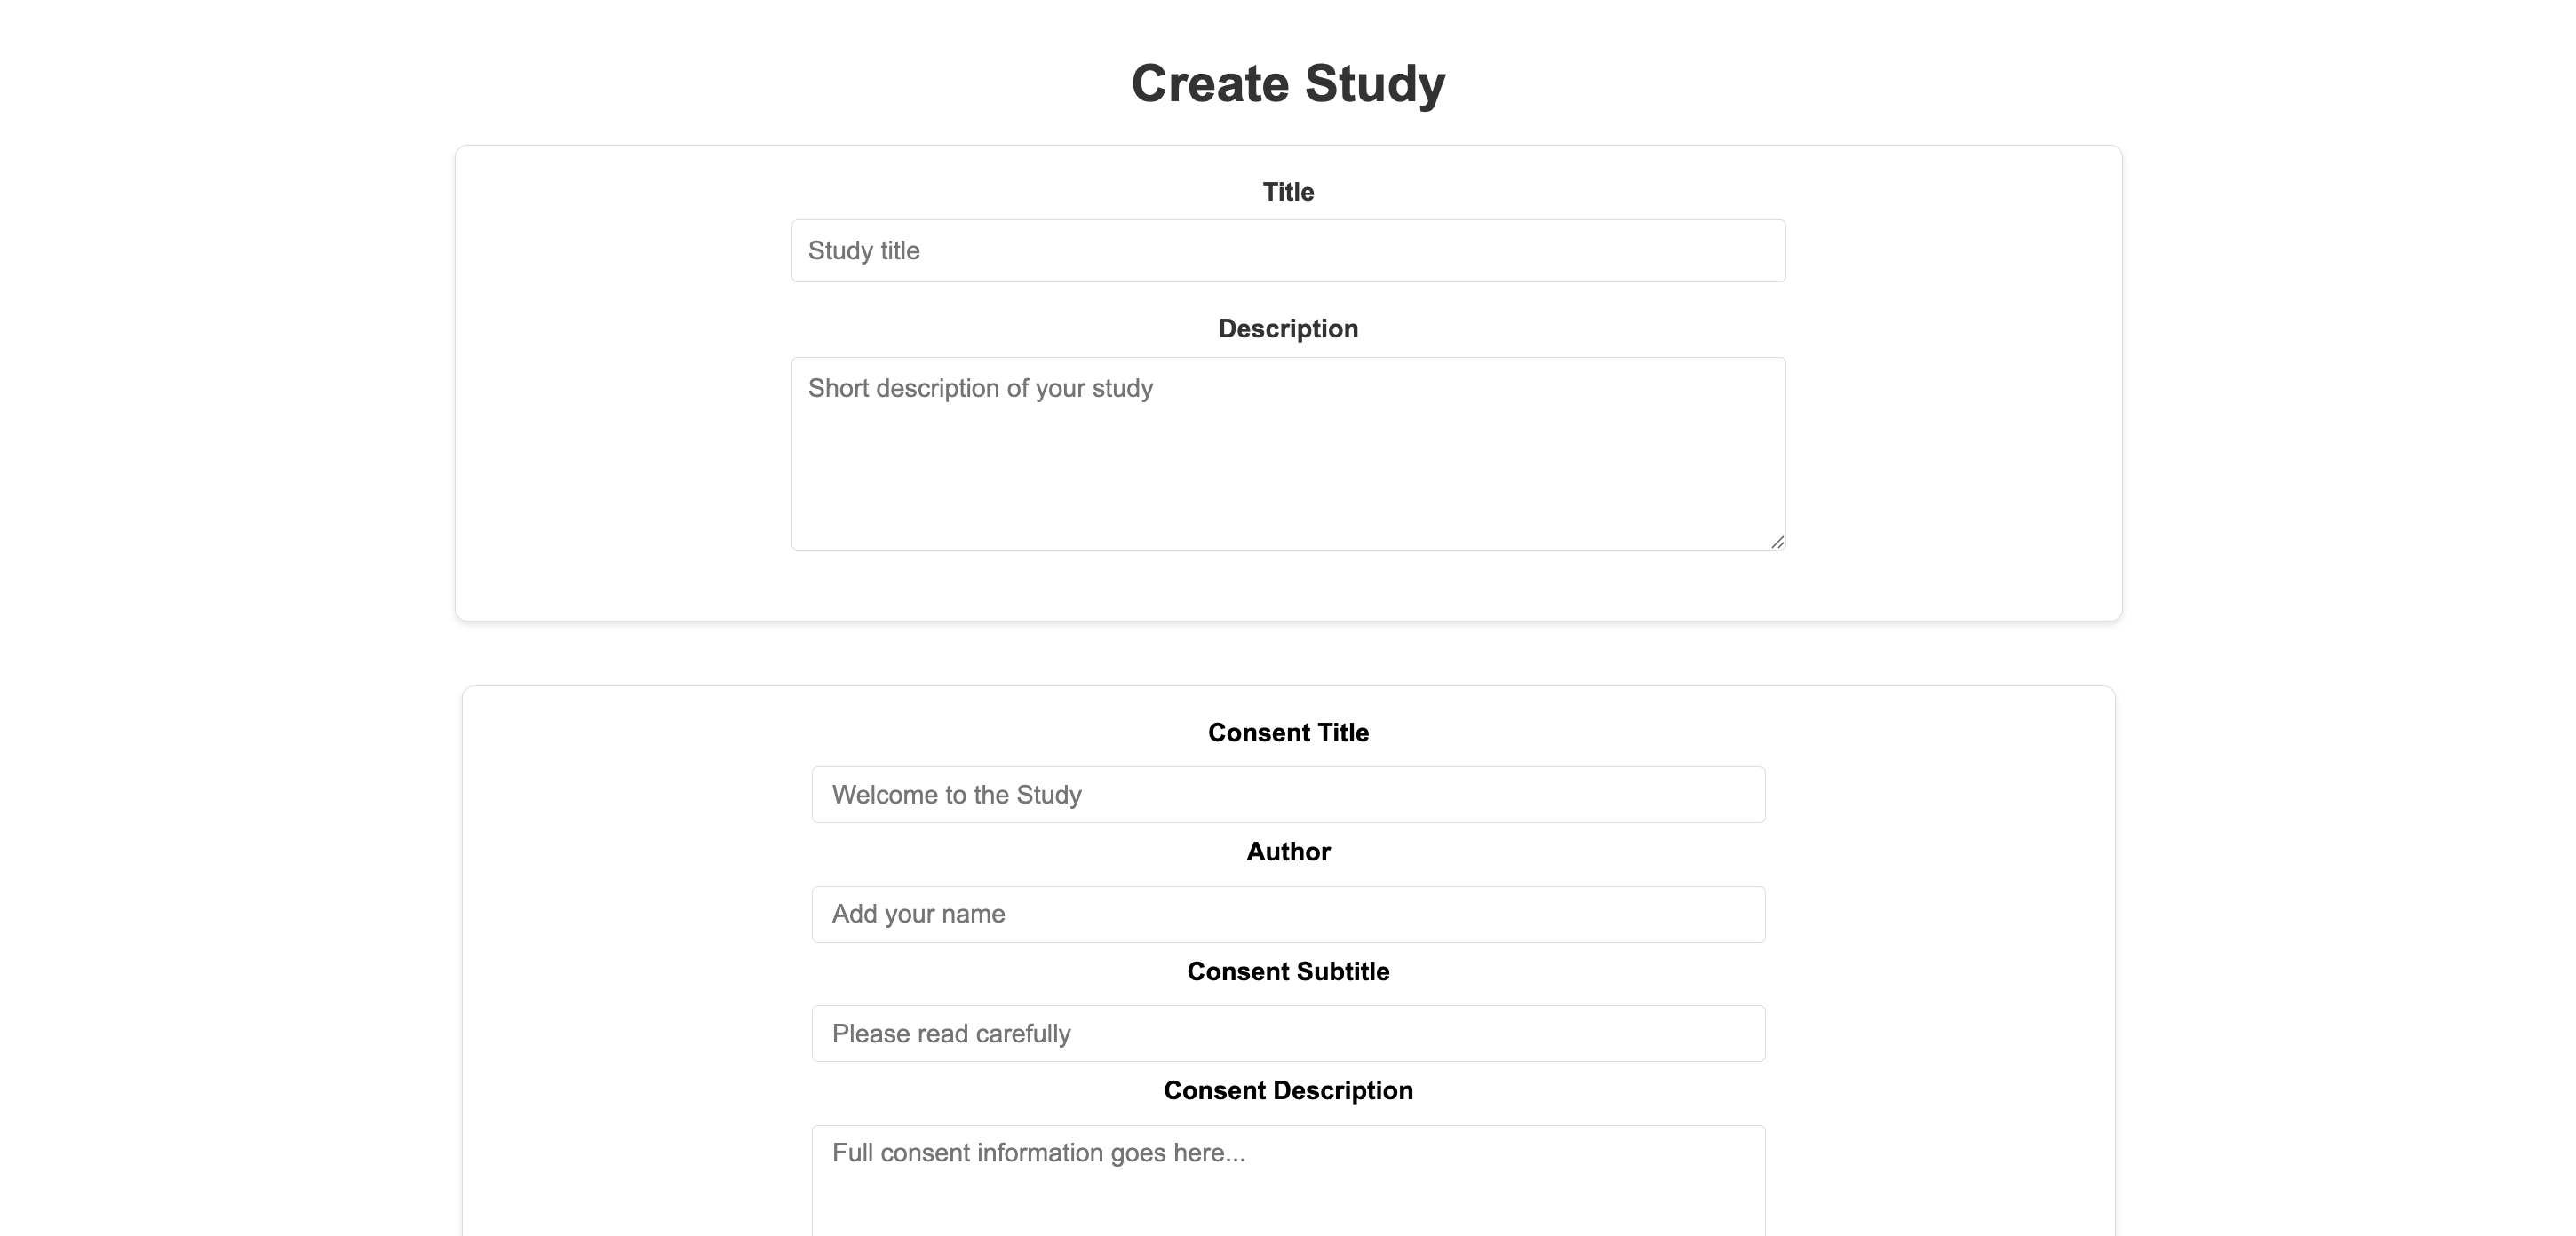 Create Study
Title
Study title
Description
Short description of your study
Consent Title
Welcome to the Study
Author
Add your name
Consent Subtitle
Please read carefully
Consent Description
Full consent information goes here...